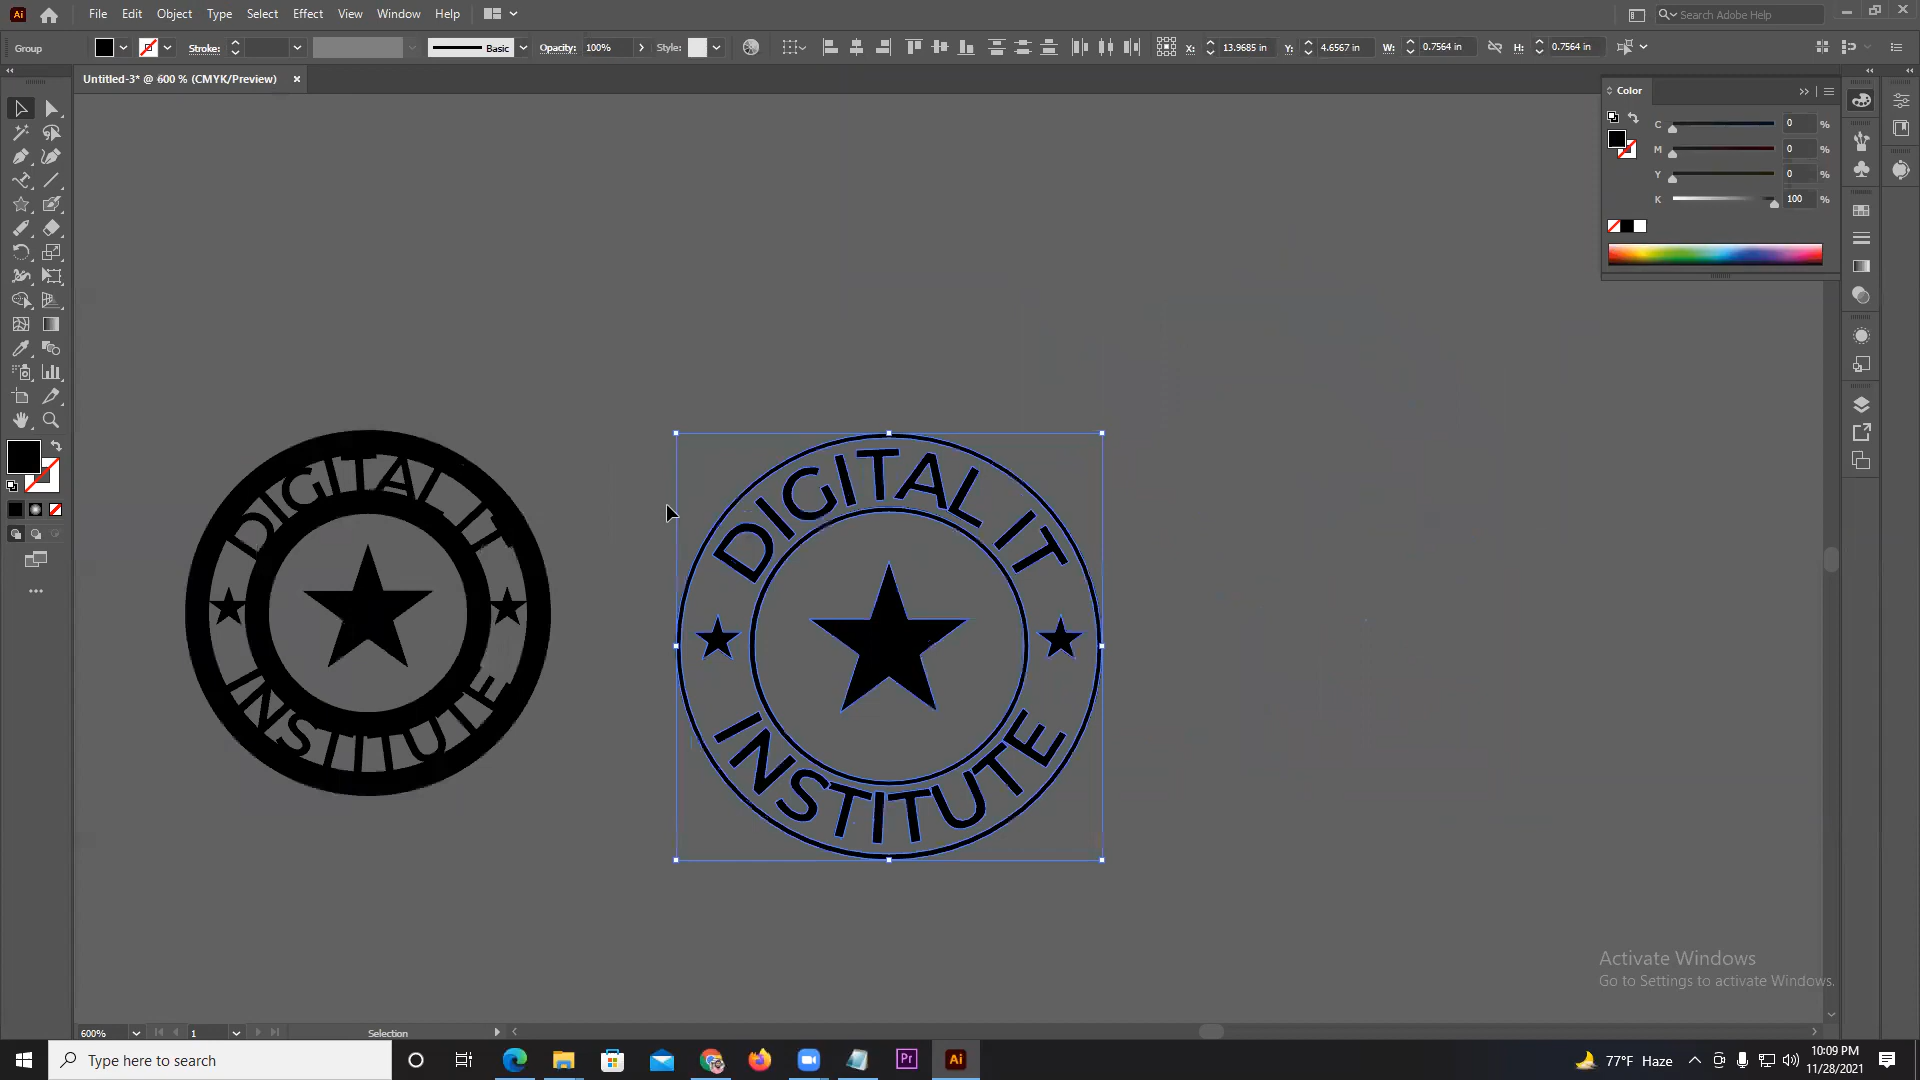 Ai File Edit Object Type Select Effect View Window Help Search Adobe Help
Group Stroke: Basic Opacity: 100% Style: X: 13.9685 in Y: 4.6567 in W: 0.7564 in H: 0.7564 in
Untitled-3* @ 600 % (CMYK/Preview)
Color
C 0 %
M 0 %
Y 0 %
K 100 %
DIGITAL IT
INSTITUTE
DIGITAL IT
INSTITUTE
Activate Windows
Go to Settings to activate Windows.
600% 1 Selection
Type here to search Pr Ai 77°F Haze 10:09 PM
11/28/2021